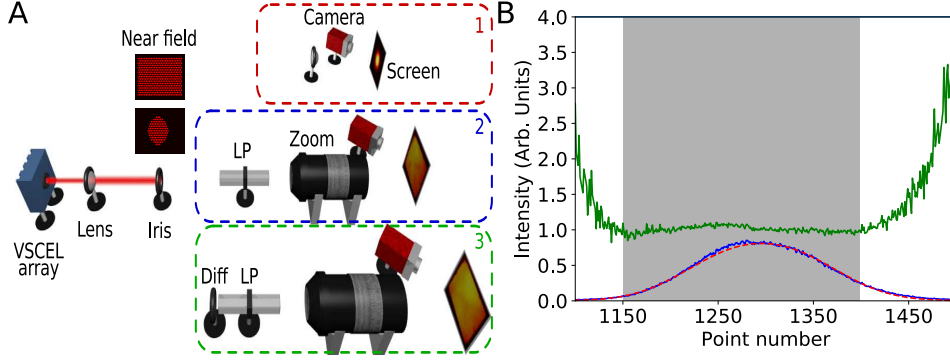 A
Near field
VSCEL
array
Lens
Iris
Camera
1
Screen
2
LP
Zoom
3
Diff
LP
B
Intensity (Arb. Units)
4.0
3.5
3.0
2.5
2.0
1.5
1.0
0.5
0.0
1150
1250
1350
1450
Point number